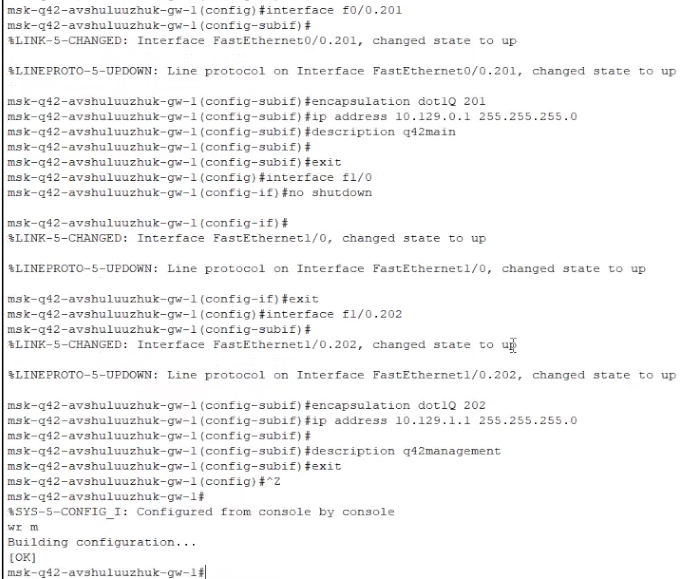 msk-q42-avshuluuzhuk-gw-1(config)#interface f0/0.201
msk-q42-avshuluuzhuk-gw-1(config-subif)#
%LINK-5-CHANGED: Interface FastEthernet0/0.201, changed state to up
%LINEPROTO-5-UPDOWN: Line protocol on Interface FastEthernet0/0.201, changed state to up
msk-q42-avshuluuzhuk-gw-1(config-subif)#encapsulation dot1Q 201
msk-q42-avshuluuzhuk-gw-1(config-subif)#ip address 10.129.0.1 255.255.255.0
msk-q42-avshuluuzhuk-gw-1(config-subif)#description q42main
msk-q42-avshuluuzhuk-gw-1(config-subif)#
msk-q42-avshuluuzhuk-gw-1(config-subif)#exit
msk-q42-avshuluuzhuk-gw-1(config)#interface f1/0
msk-q42-avshuluuzhuk-gw-1(config-if)#no shutdown
msk-q42-avshuluuzhuk-gw-1(config-if)#
%LINK-5-CHANGED: Interface FastEthernet1/0, changed state to up
%LINEPROTO-5-UPDOWN: Line protocol on Interface FastEthernet1/0, changed state to up
msk-q42-avshuluuzhuk-gw-1(config-if)#exit
msk-q42-avshuluuzhuk-gw-1(config)#interface f1/0.202
msk-q42-avshuluuzhuk-gw-1(config-subif)#
%LINK-5-CHANGED: Interface FastEthernet1/0.202, changed state to up
%LINEPROTO-5-UPDOWN: Line protocol on Interface FastEthernet1/0.202, changed state to up
msk-q42-avshuluuzhuk-gw-1(config-subif)#encapsulation dot1Q 202
msk-q42-avshuluuzhuk-gw-1(config-subif)#ip address 10.129.1.1 255.255.255.0
msk-q42-avshuluuzhuk-gw-1(config-subif)#
msk-q42-avshuluuzhuk-gw-1(config-subif)#description q42management
msk-q42-avshuluuzhuk-gw-1(config-subif)#exit
msk-q42-avshuluuzhuk-gw-1(config)#^Z
msk-q42-avshuluuzhuk-gw-1#
%SYS-5-CONFIG_I: Configured from console by console
wr m
Building configuration...
[OK]
msk-q42-avshuluuzhuk-gw-1#